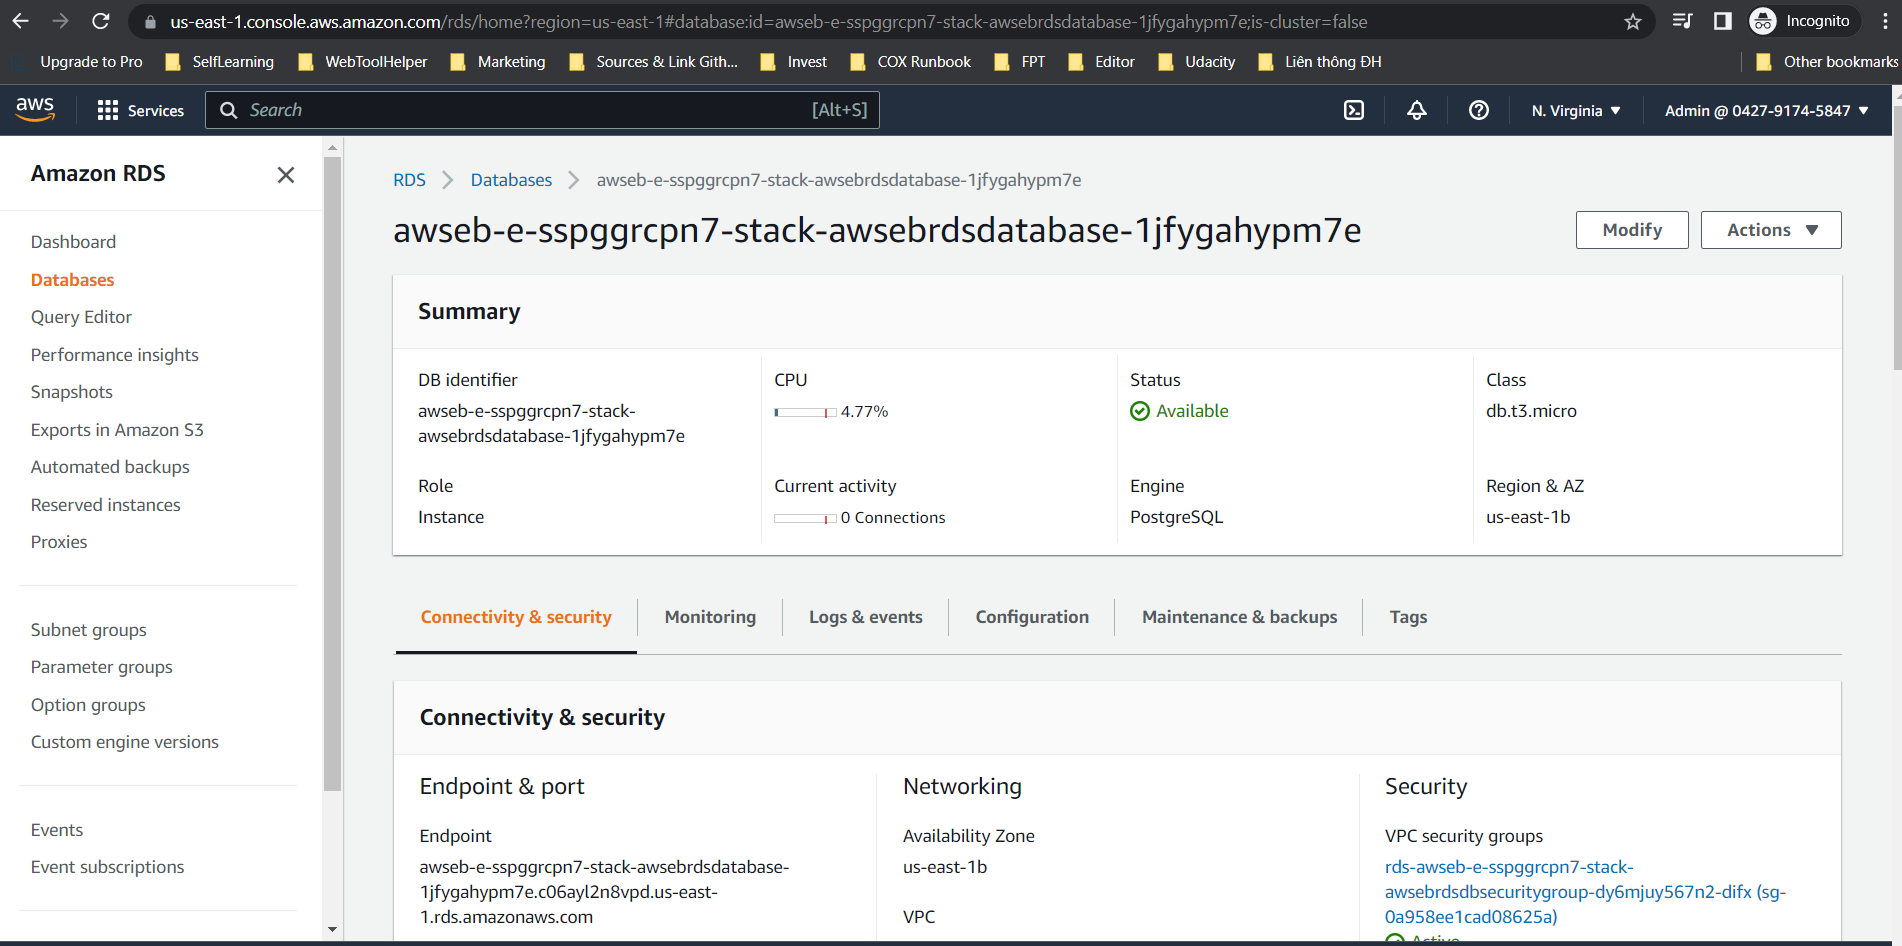 us-east-1.console.aws.amazon.com/rds/home?region=us-east-1#database:id=awseb-e-sspggrcpn7-stack-awsebrdsdatabase-1jfygahypm7e;is-cluster=false
Incognito
Upgrade to Pro SelfLearning WebToolHelper Marketing Sources & Link Gith... Invest COX Runbook FPT Editor Udacity Liên thông ĐH Other bookmarks
aws Services Search [Alt+S] N. Virginia Admin @ 0427-9174-5847
Amazon RDS
Dashboard
Databases
Query Editor
Performance insights
Snapshots
Exports in Amazon S3
Automated backups
Reserved instances
Proxies
Subnet groups
Parameter groups
Option groups
Custom engine versions
Events
Event subscriptions
RDS Databases awseb-e-sspggrcpn7-stack-awsebrdsdatabase-1jfygahypm7e
awseb-e-sspggrcpn7-stack-awsebrdsdatabase-1jfygahypm7e
Modify Actions
Summary
DB identifier
awseb-e-sspggrcpn7-stack-
awsebrdsdatabase-1jfygahypm7e
CPU
4.77%
Status
Available
Class
db.t3.micro
Role
Instance
Current activity
0 Connections
Engine
PostgreSQL
Region & AZ
us-east-1b
Connectivity & security Monitoring Logs & events Configuration Maintenance & backups Tags
Connectivity & security
Endpoint & port
Endpoint
awseb-e-sspggrcpn7-stack-awsebrdsdatabase-
1jfygahypm7e.c06ayl2n8vpd.us-east-
1.rds.amazonaws.com
Networking
Availability Zone
us-east-1b
VPC
Security
VPC security groups
rds-awseb-e-sspggrcpn7-stack-
awsebrdsdbsecuritygroup-dy6mjuy567n2-difx (sg-
0a958ee1cad08625a)
Active